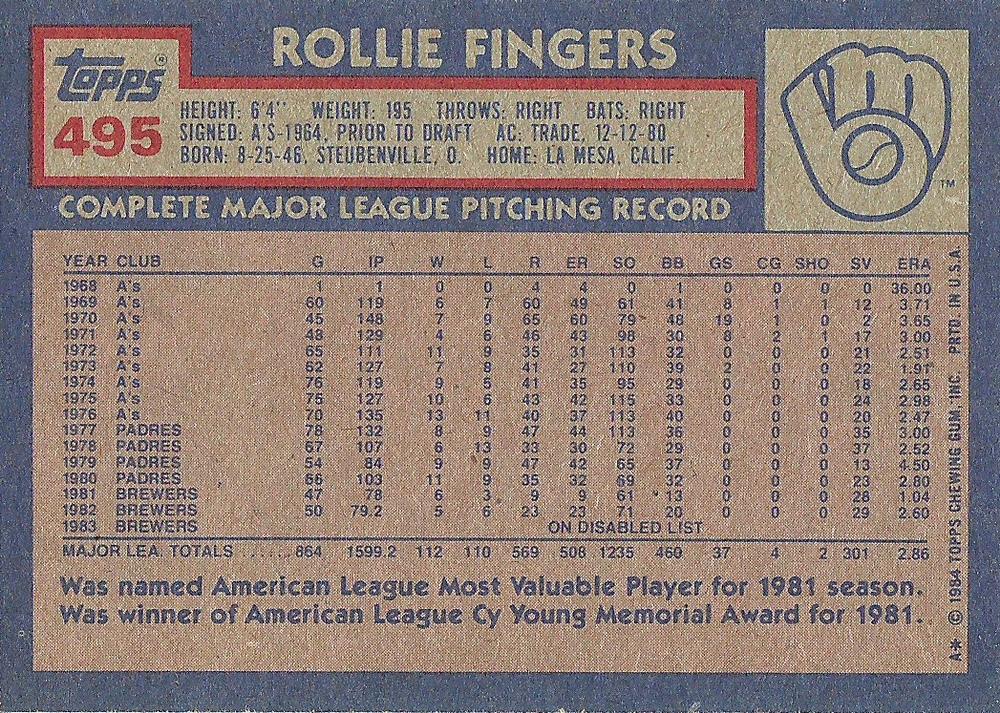 ROLLIE FINGERS
Topps®
495
HEIGHT: 6'4" WEIGHT: 195 THROWS: RIGHT BATS: RIGHT
SIGNED: A'S-1964, PRIOR TO DRAFT AC: TRADE, 12-12-80
BORN: 8-25-46, STEUBENVILLE, O. HOME: LA MESA, CALIF.
TM
COMPLETE MAJOR LEAGUE PITCHING RECORD
YEAR CLUB G IP W L R ER SO BB GS CG SHO SV ERA
1968 A's 1 1 0 0 4 4 0 1 0 0 0 0 36.00
1969 A's 60 119 6 7 60 49 61 41 8 1 1 12 3.71
1970 A's 45 148 7 9 65 60 79 48 19 1 0 2 3.65
1971 A's 48 129 4 6 46 43 98 30 8 2 1 17 3.00
1972 A's 65 111 11 9 35 31 113 32 0 0 0 21 2.51
1973 A's 62 127 7 8 41 27 110 39 2 0 0 22 1.91
1974 A's 76 119 9 5 41 35 95 29 0 0 0 18 2.65
1975 A's 75 127 10 6 43 42 115 33 0 0 0 24 2.98
1976 A's 70 135 13 11 40 37 113 40 0 0 0 20 2.47
1977 PADRES 78 132 8 9 47 44 113 36 0 0 0 35 3.00
1978 PADRES 67 107 6 13 33 30 72 29 0 0 0 37 2.52
1979 PADRES 54 84 9 9 47 42 65 37 0 0 0 13 4.50
1980 PADRES 66 103 11 9 35 32 69 32 0 0 0 23 2.80
1981 BREWERS 47 78 6 3 9 9 61 13 0 0 0 28 1.04
1982 BREWERS 50 79.2 5 6 23 23 71 20 0 0 0 29 2.60
1983 BREWERS ON DISABLED LIST
MAJOR LEA. TOTALS ...... 864 1599.2 112 110 569 508 1235 460 37 4 2 301 2.86
Was named American League Most Valuable Player for 1981 season.
Was winner of American League Cy Young Memorial Award for 1981.
A* © 1984 TOPPS CHEWING GUM, INC. PRTD. IN U.S.A.